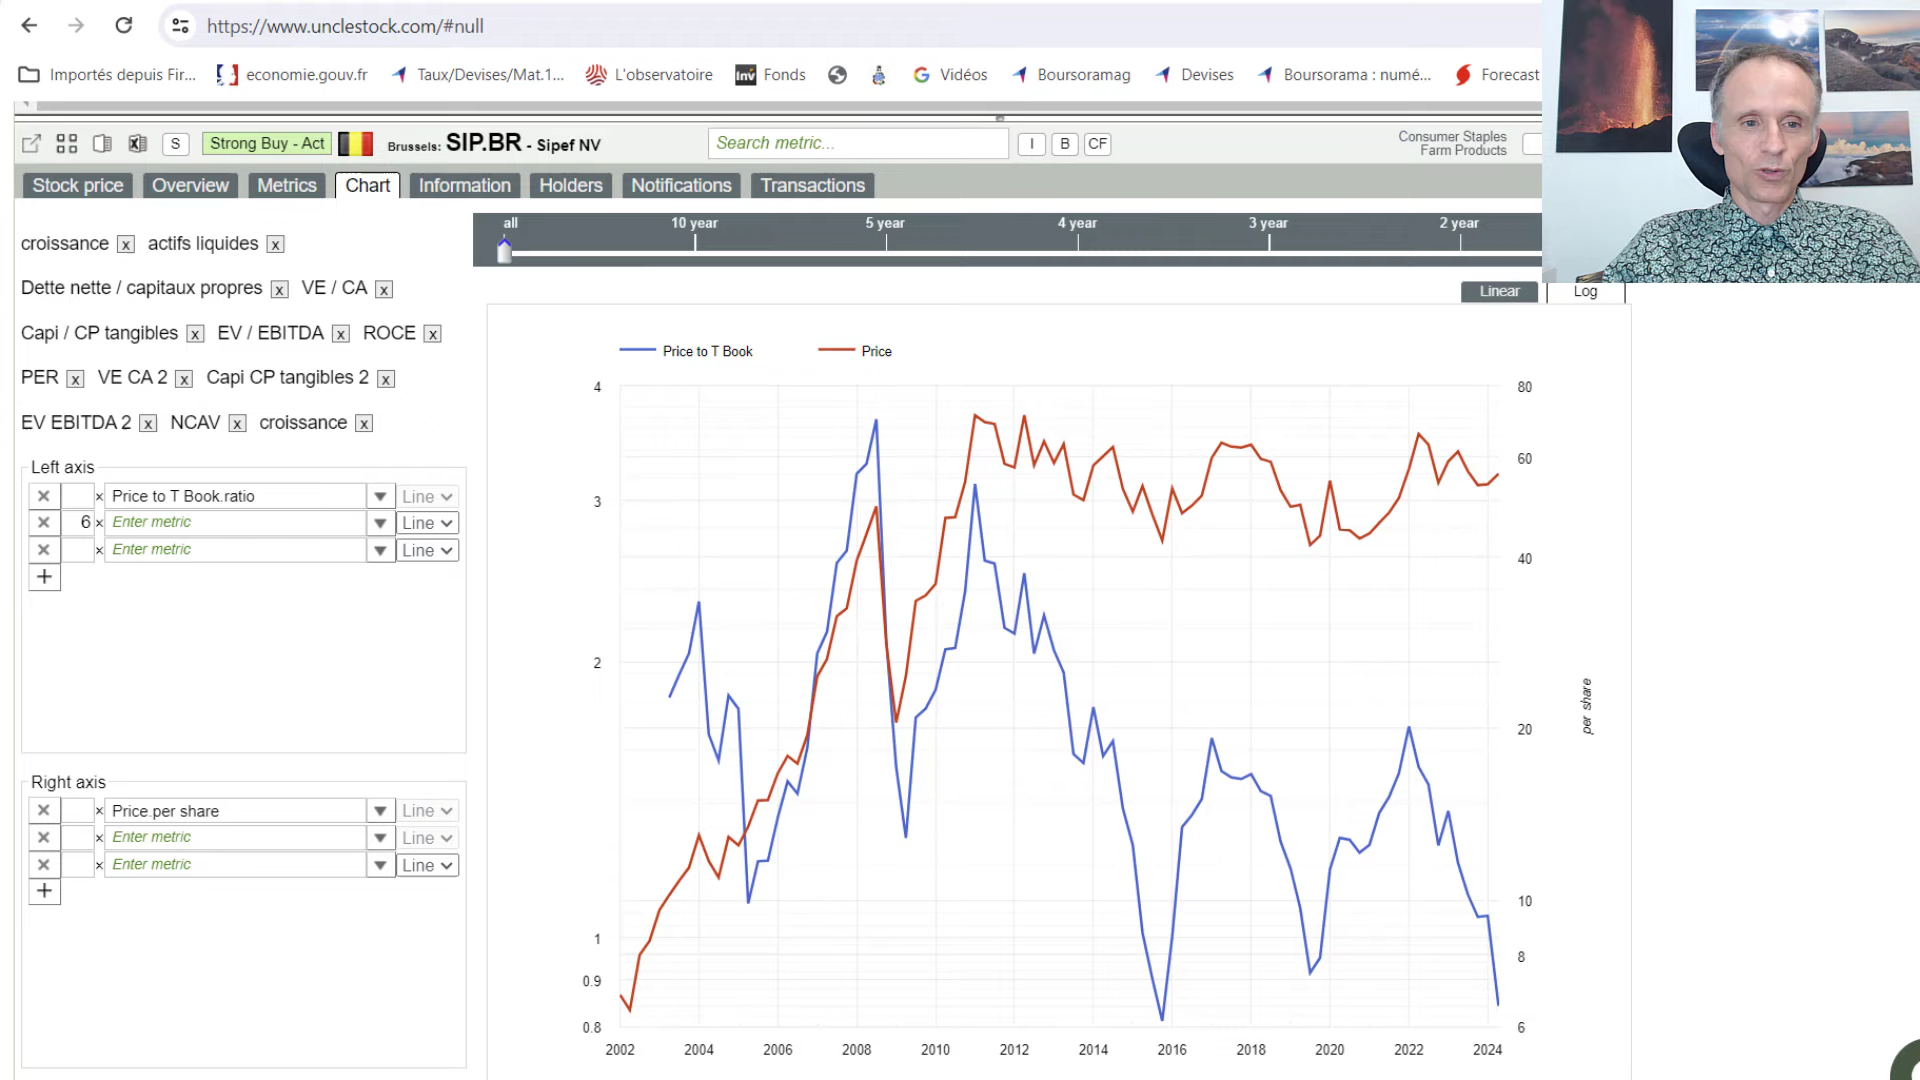 https://www.unclestock.com/#null
Importés depuis Fir... economie.gouv.fr Taux/Devises/Mat.1... L'observatoire Inv Fonds Vidéos Boursoramag Devises Boursorama : numé... Forecast
S Strong Buy - Act Brussels: SIP.BR - Sipef NV Search metric... I B CF Consumer Staples
Farm Products
Stock price Overview Metrics Chart Information Holders Notifications Transactions
all 10 year 5 year 4 year 3 year 2 year
croissance x actifs liquides x
Dette nette / capitaux propres x VE / CA x
Capi / CP tangibles x EV / EBITDA x ROCE x
PER x VE CA 2 x Capi CP tangibles 2 x
EV EBITDA 2 x NCAV x croissance x
Linear Log
Left axis
× × Price to T Book.ratio Line
× 6 × Enter metric Line
× × Enter metric Line
+
Right axis
× × Price.per share Line
× × Enter metric Line
× × Enter metric Line
+
Price to T Book Price
4
3
2
1
0.9
0.8
80
60
40
20
10
8
6
per share
2002 2004 2006 2008 2010 2012 2014 2016 2018 2020 2022 2024